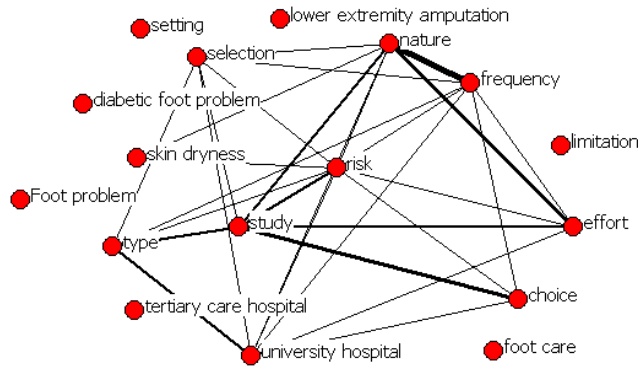 lower extremity amputation
setting
nature
selection
frequency
diabetic foot problem
limitation
skin dryness
risk
Foot problem
study
effort
type
choice
tertiary care hospital
university hospital
foot care